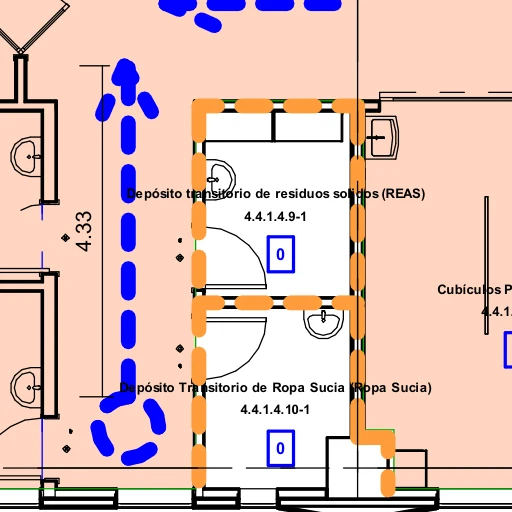 Depósito transitorio de residuos solidos (REAS)
4.4.1.4.9-1
0
4.33
Cubículos P
4.4.1.
Depósito Transitorio de Ropa Sucia (Ropa Sucia)
4.4.1.4.10-1
0